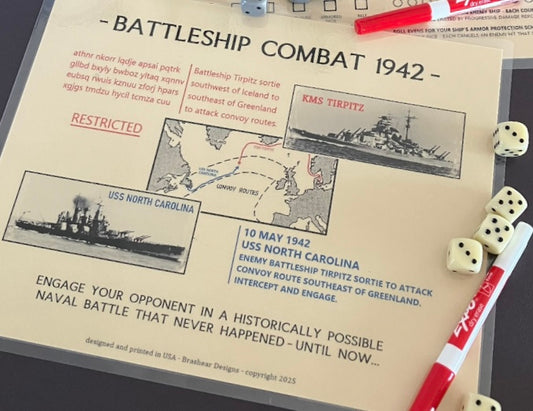 - BATTLESHIP COMBAT 1942 -
athnr nkorr lqdje apsai pqtrk
gllbd bxyly bwboz yltaq xqnnv
eubsq rwuis kznuu zforj hpars
xgjgs tmdzu hycil tcmza cuu
Battleship Tirpitz sortie
southwest of Iceland to
southeast of Greenland
to attack convoy routes.
RESTRICTED
KMS TIRPITZ
CONVOY ROUTES
USS NORTH CAROLINA
10 MAY 1942
USS NORTH CAROLINA
ENEMY BATTLESHIP TIRPITZ SORTIE TO ATTACK
CONVOY ROUTE SOUTHEAST OF GREENLAND.
INTERCEPT AND ENGAGE.
ENGAGE YOUR OPPONENT IN A HISTORICALLY POSSIBLE
NAVAL BATTLE THAT NEVER HAPPENED - UNTIL NOW...
designed and printed in USA - Brashear Designs - copyright 2025
EXPO
dry erase